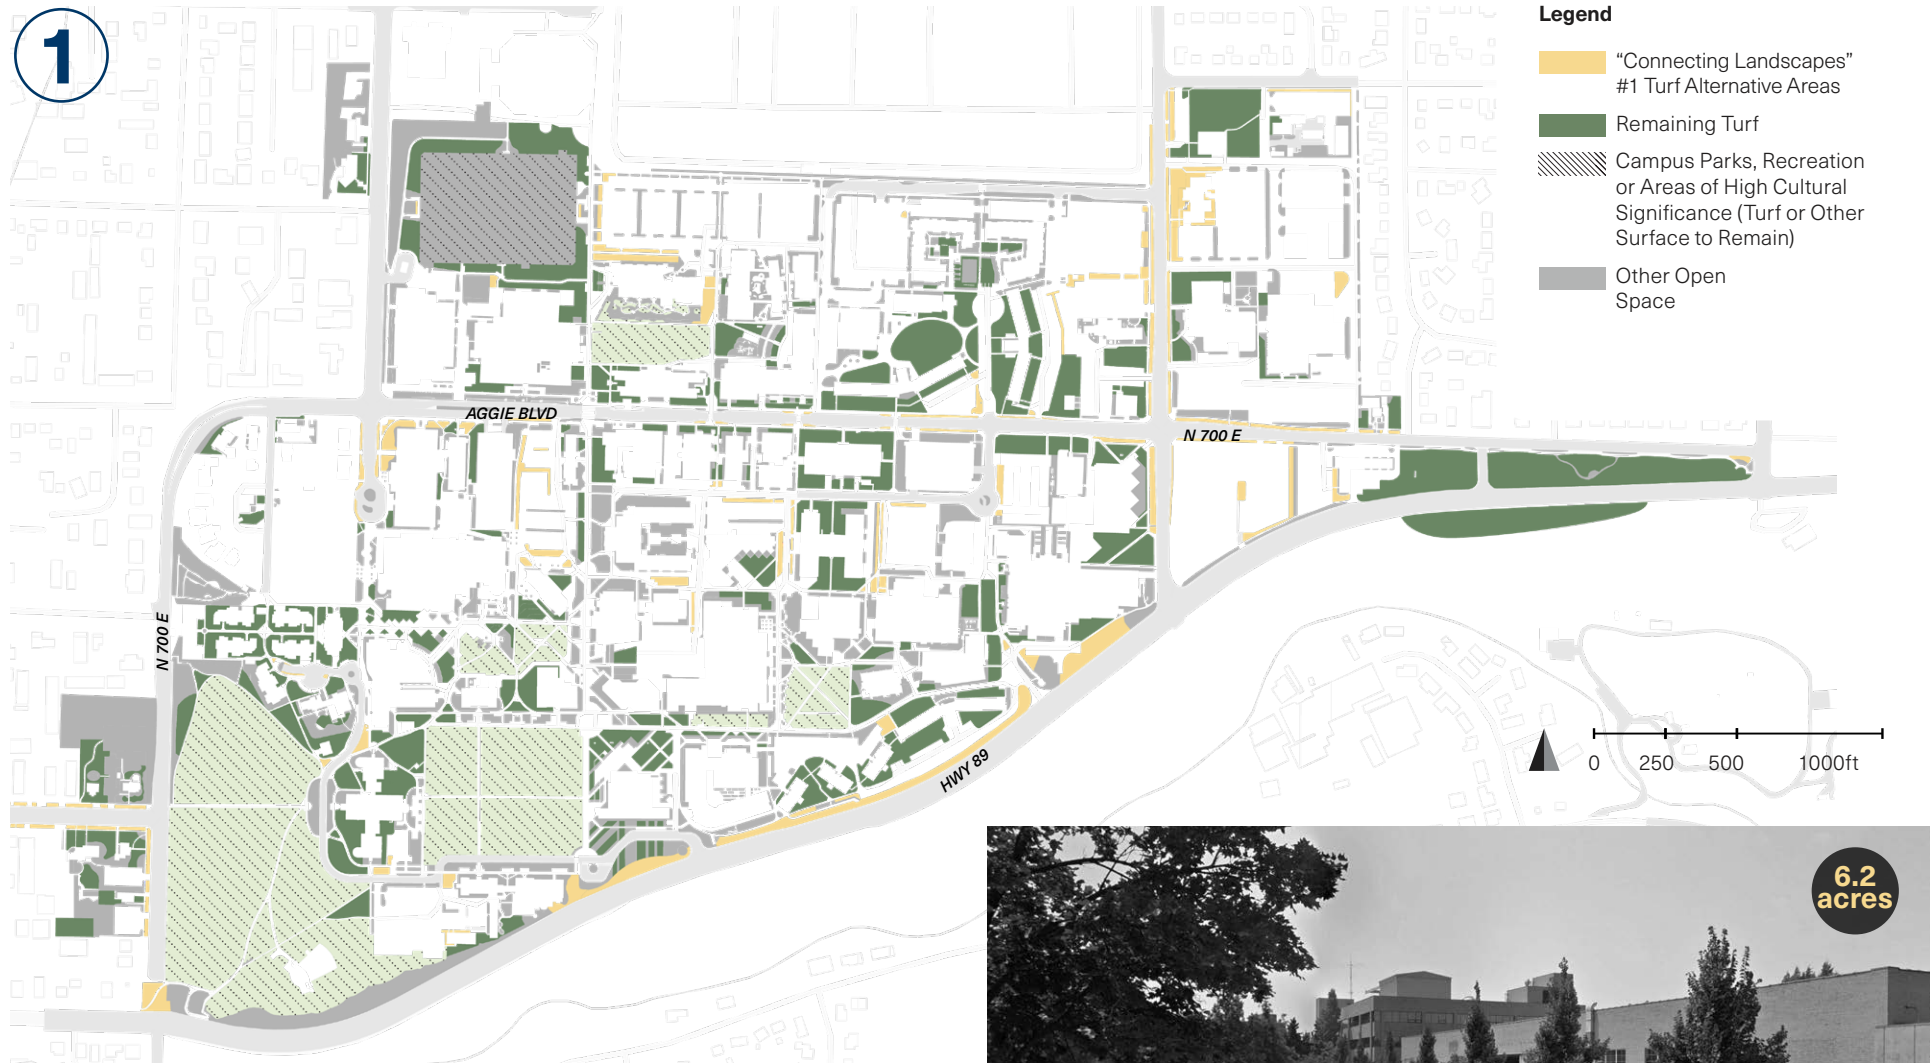 1
Legend
“Connecting Landscapes”
#1 Turf Alternative Areas
Remaining Turf
Campus Parks, Recreation
or Areas of High Cultural
Significance (Turf or Other
Surface to Remain)
Other Open
Space
AGGIE BLVD
N 700 E
N 700 E
HWY 89
0 250 500 1000ft
6.2
acres